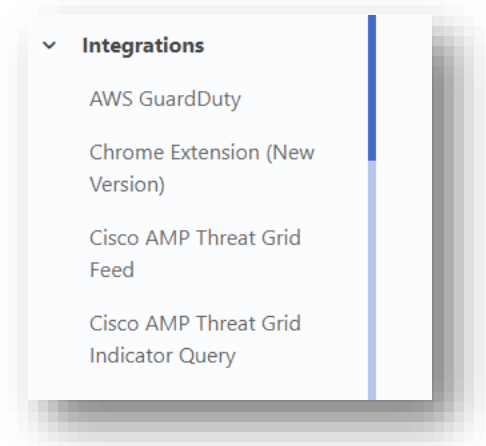 Integrations
AWS GuardDuty
Chrome Extension (New
Version)
Cisco AMP Threat Grid
Feed
Cisco AMP Threat Grid
Indicator Query